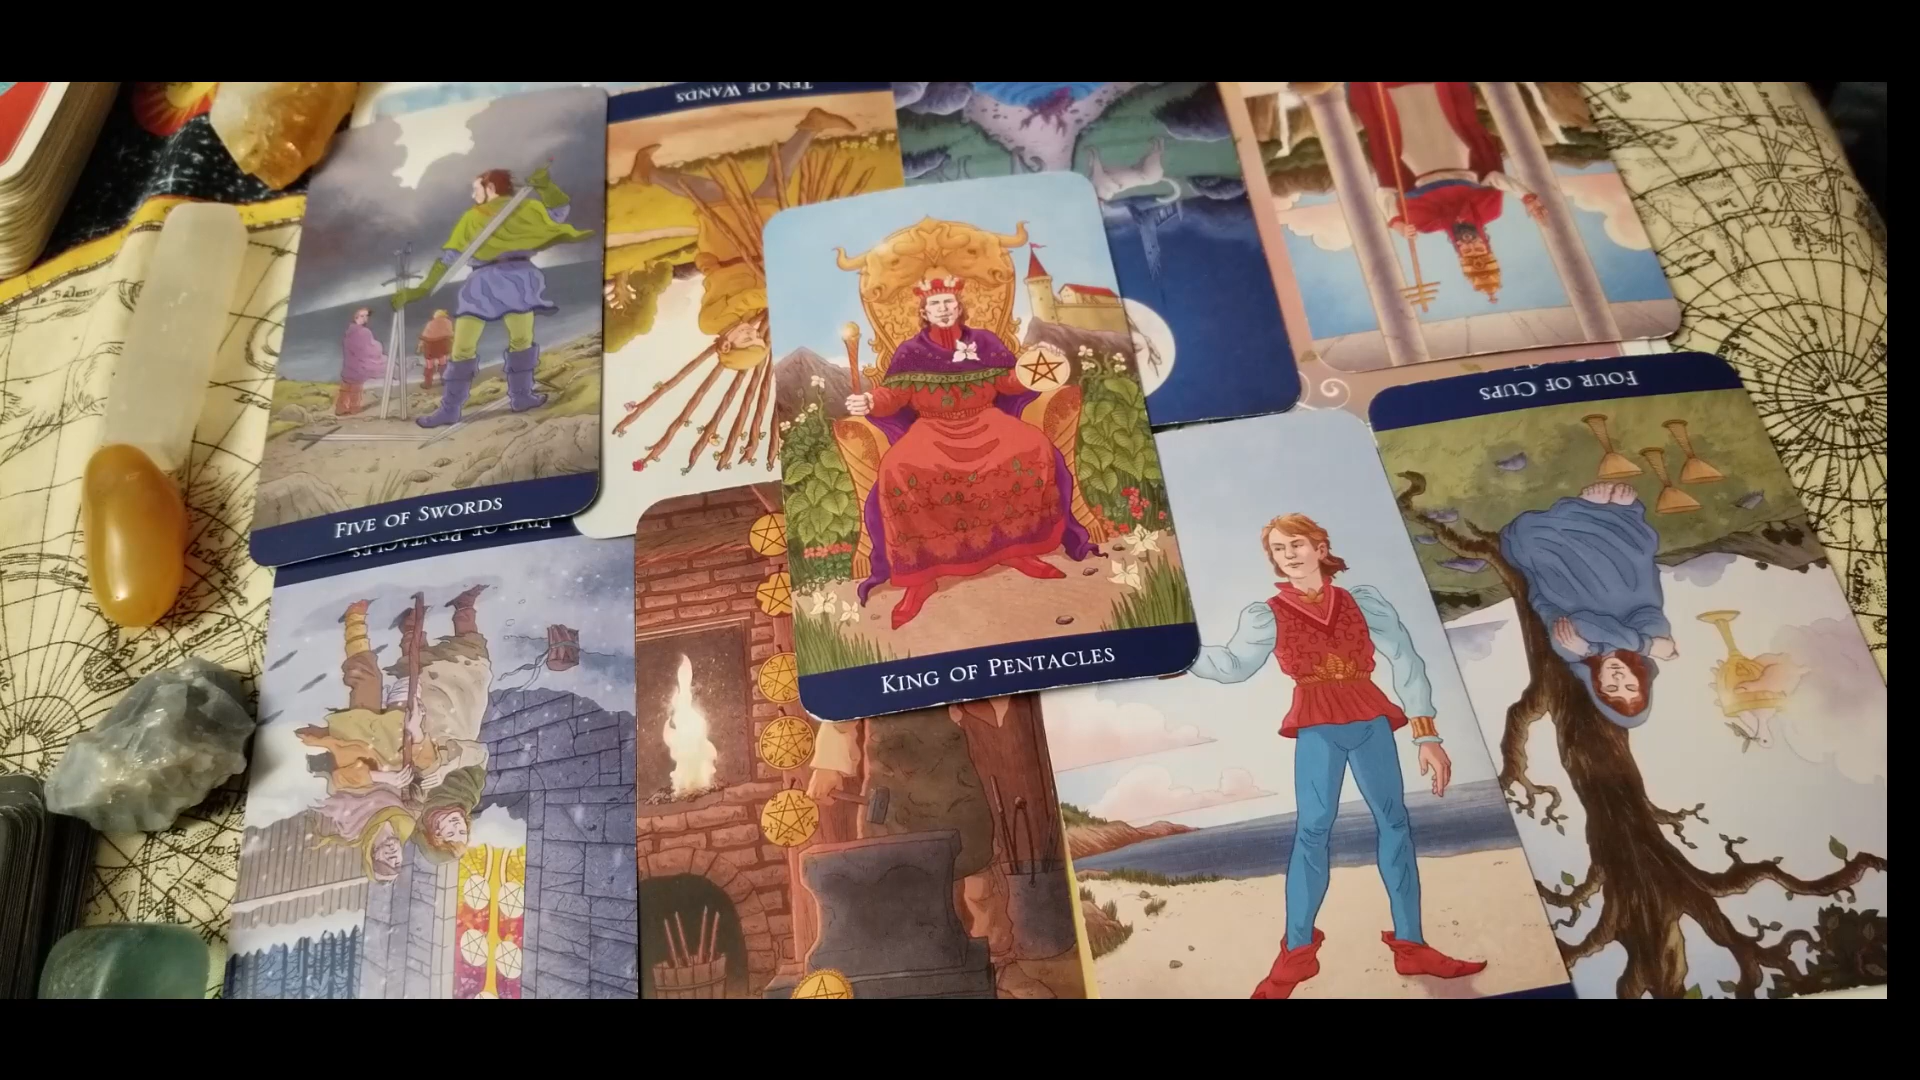 TEN OF WANDS
FIVE OF SWORDS
FIVE OF PENTACLES
KING OF PENTACLES
FOUR OF CUPS